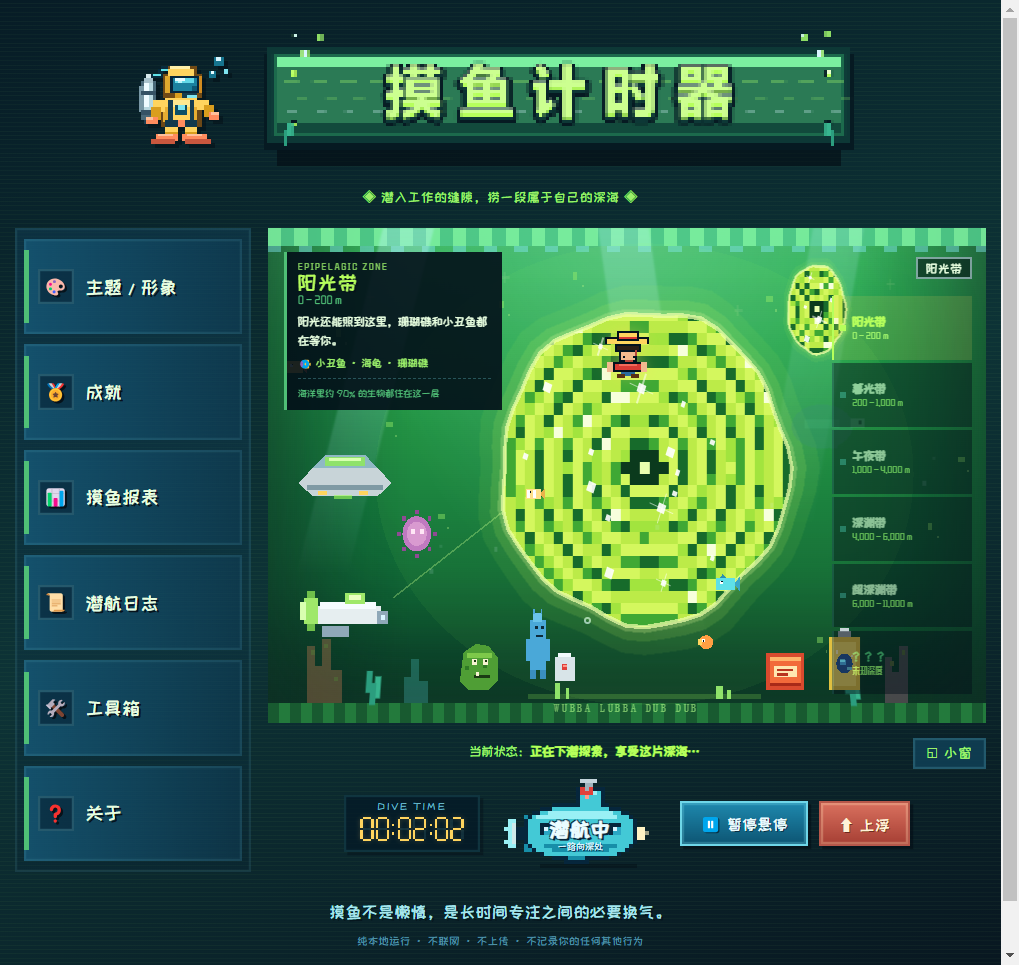 摸鱼计时器
◈ 潜入工作的缝隙，捞一段属于自己的深海 ◈
主题 / 形象
成就
摸鱼报表
潜航日志
工具箱
关于
EPIPELAGIC ZONE
阳光带
0-200m
阳光还能照到这里，珊瑚礁和小丑鱼都
在等你。
小丑鱼 · 海龟 · 珊瑚礁
海洋里约 90% 的生物都住在这一层
阳光带
阳光带
0-200 m
暮光带
200-1,000 m
午夜带
1,000-4,000 m
深渊带
4,000-6,000 m
超深渊带
6,000-11,000 m
? ? ?
WUBBA LUBBA DUB DUB
当前状态：正在下潜探索，享受这片深海…
小窗
DIVE TIME
00:02:02
潜航中
一路向深处
暂停悬停
上浮
摸鱼不是懒惰，是长时间专注之间的必要换气。
纯本地运行 · 不联网 · 不上传 · 不记录你的任何其他行为